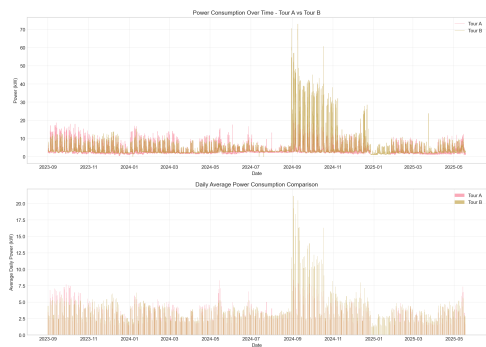 Power Consumption Over Time - Tour A vs Tour B
Tour A
Tour B
Power (kW)
70
60
50
40
30
20
10
0
2023-09 2023-11 2024-01 2024-03 2024-05 2024-07 2024-09 2024-11 2025-01 2025-03 2025-05
Date
Daily Average Power Consumption Comparison
Tour A
Tour B
Average Daily Power (kW)
20.0
17.5
15.0
12.5
10.0
7.5
5.0
2.5
0.0
2023-09 2023-11 2024-01 2024-03 2024-05 2024-07 2024-09 2024-11 2025-01 2025-03 2025-05
Date